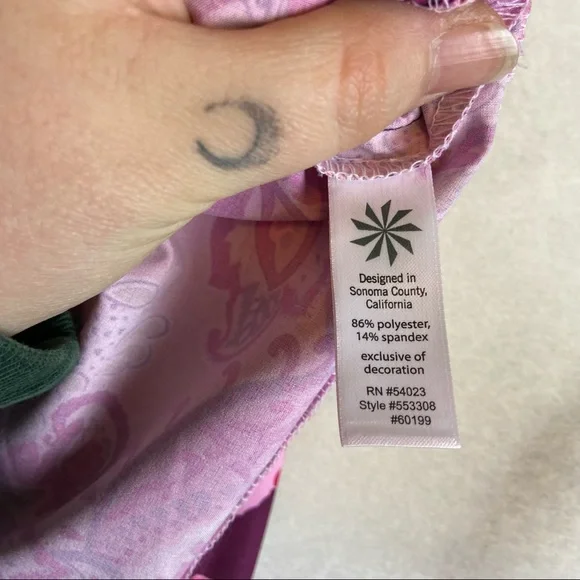 Designed in
Sonoma County,
California
86% polyester,
14% spandex
exclusive of
decoration
RN #54023
Style #553308
#60199